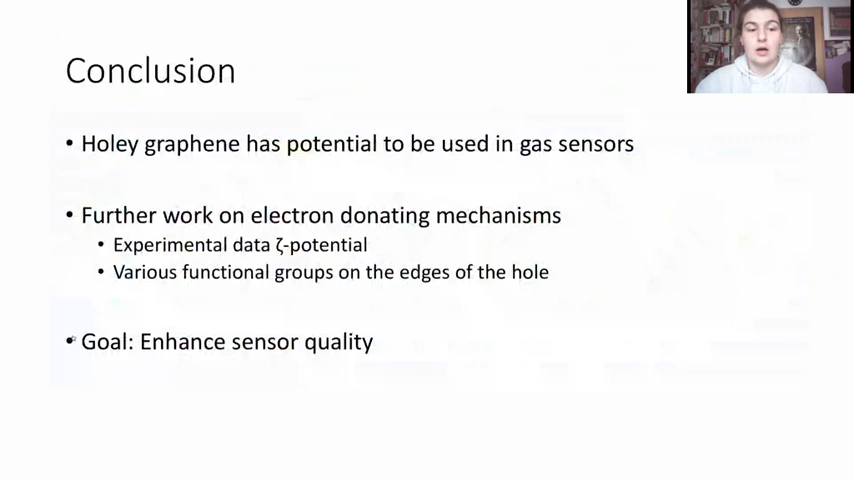 Conclusion
• Holey graphene has potential to be used in gas sensors
• Further work on electron donating mechanisms
• Experimental data ζ-potential
• Various functional groups on the edges of the hole
• Goal: Enhance sensor quality